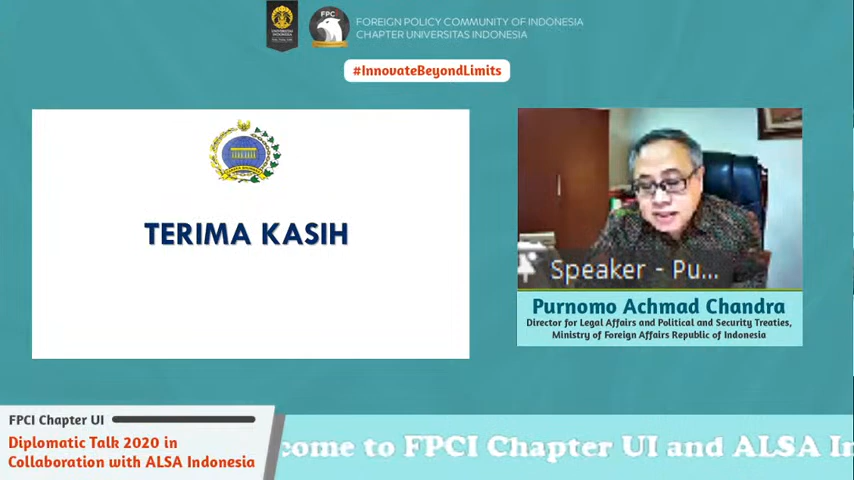 FPC
FOREIGN POLICY COMMUNITY OF INDONESIA
CHAPTER UNIVERSITAS INDONESIA
#InnovateBeyondLimits
TERIMA KASIH
Speaker - Pu...
Purnomo Achmad Chandra
Director for Legal Affairs and Political and Security Treaties,
Ministry of Foreign Affairs Republic of Indonesia
FPCI Chapter UI
Diplomatic Talk 2020 in
Collaboration with ALSA Indonesia
come to FPCI Chapter UI and ALSA In